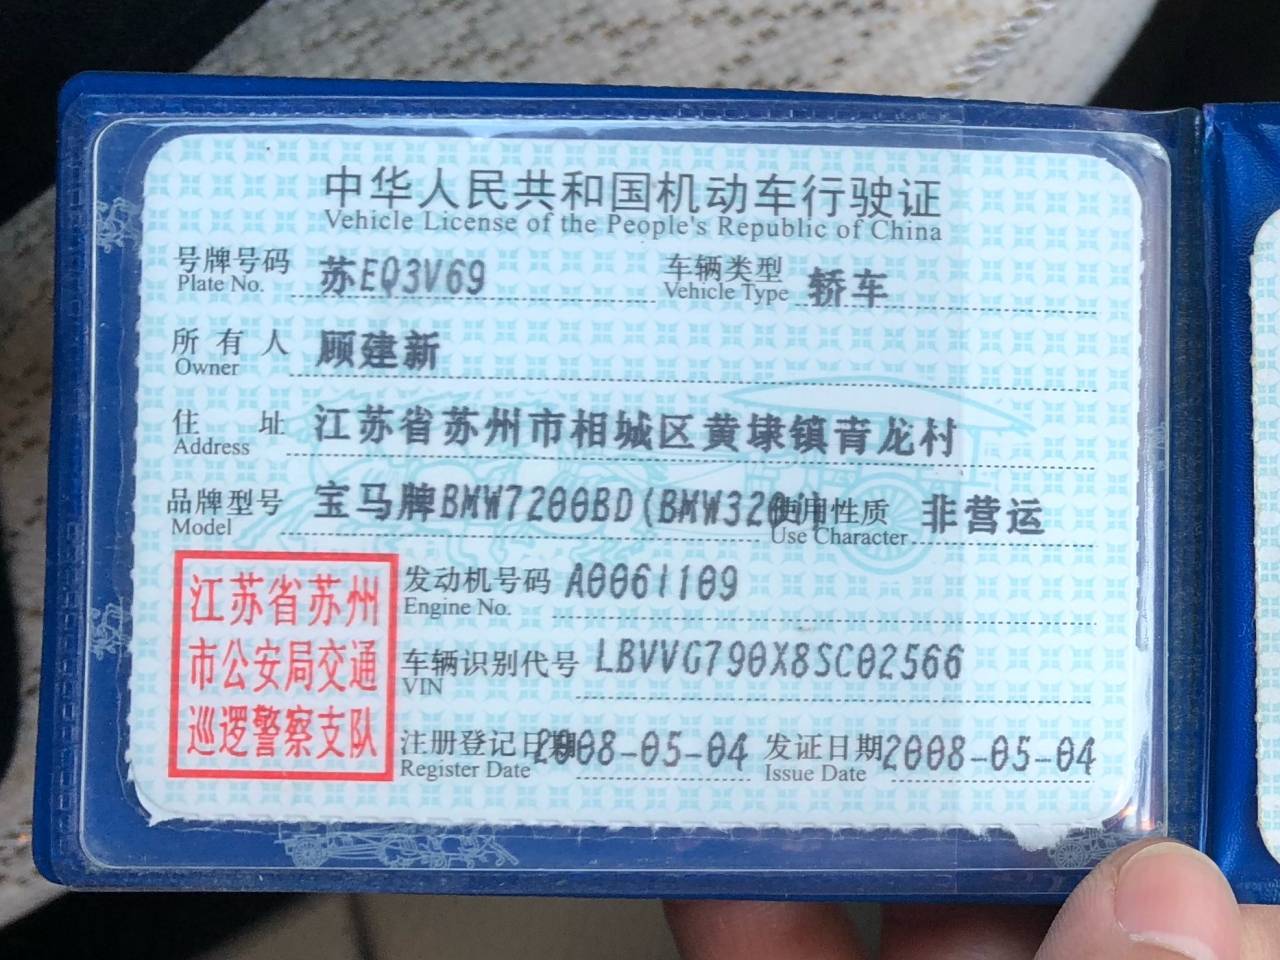 中华人民共和国机动车行驶证
Vehicle License of the People's Republic of China
号牌号码 苏EQ3V69 车辆类型 轿车
Plate No. Vehicle Type
所有人 顾建新
Owner
住址 江苏省苏州市相城区黄埭镇青龙村
Address
品牌型号 宝马牌BMW7200BD(BMW320i) 使用性质 非营运
Model Use Character
发动机号码 A0061109
Engine No.
车辆识别代号 LBVVG790X8SC02566
VIN
注册登记日期 2008-05-04 发证日期 2008-05-04
Register Date Issue Date
江苏省苏州
市公安局交通
巡逻警察支队